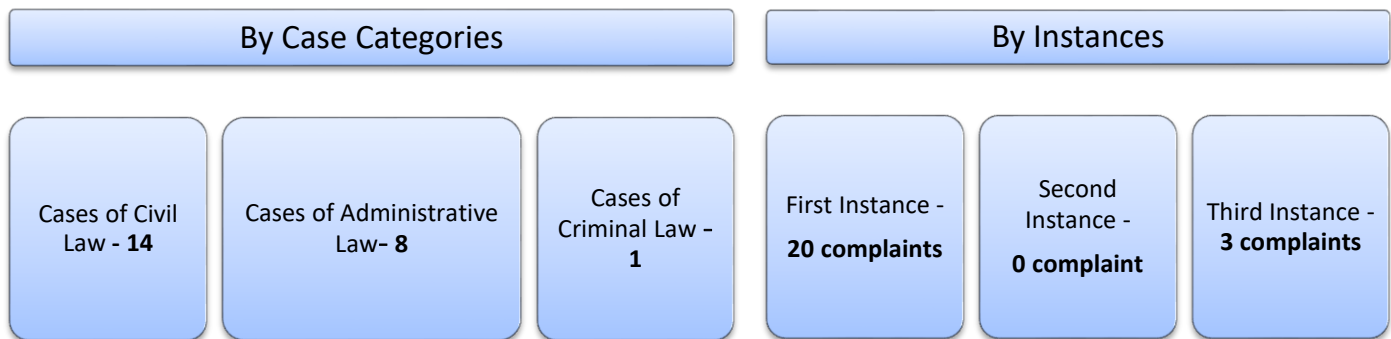 By Case Categories
By Instances
Cases of Civil
Law - 14
Cases of Administrative
Law– 8
Cases of
Criminal Law –
1
First Instance -
20 complaints
Second
Instance -
0 complaint
Third Instance -
3 complaints